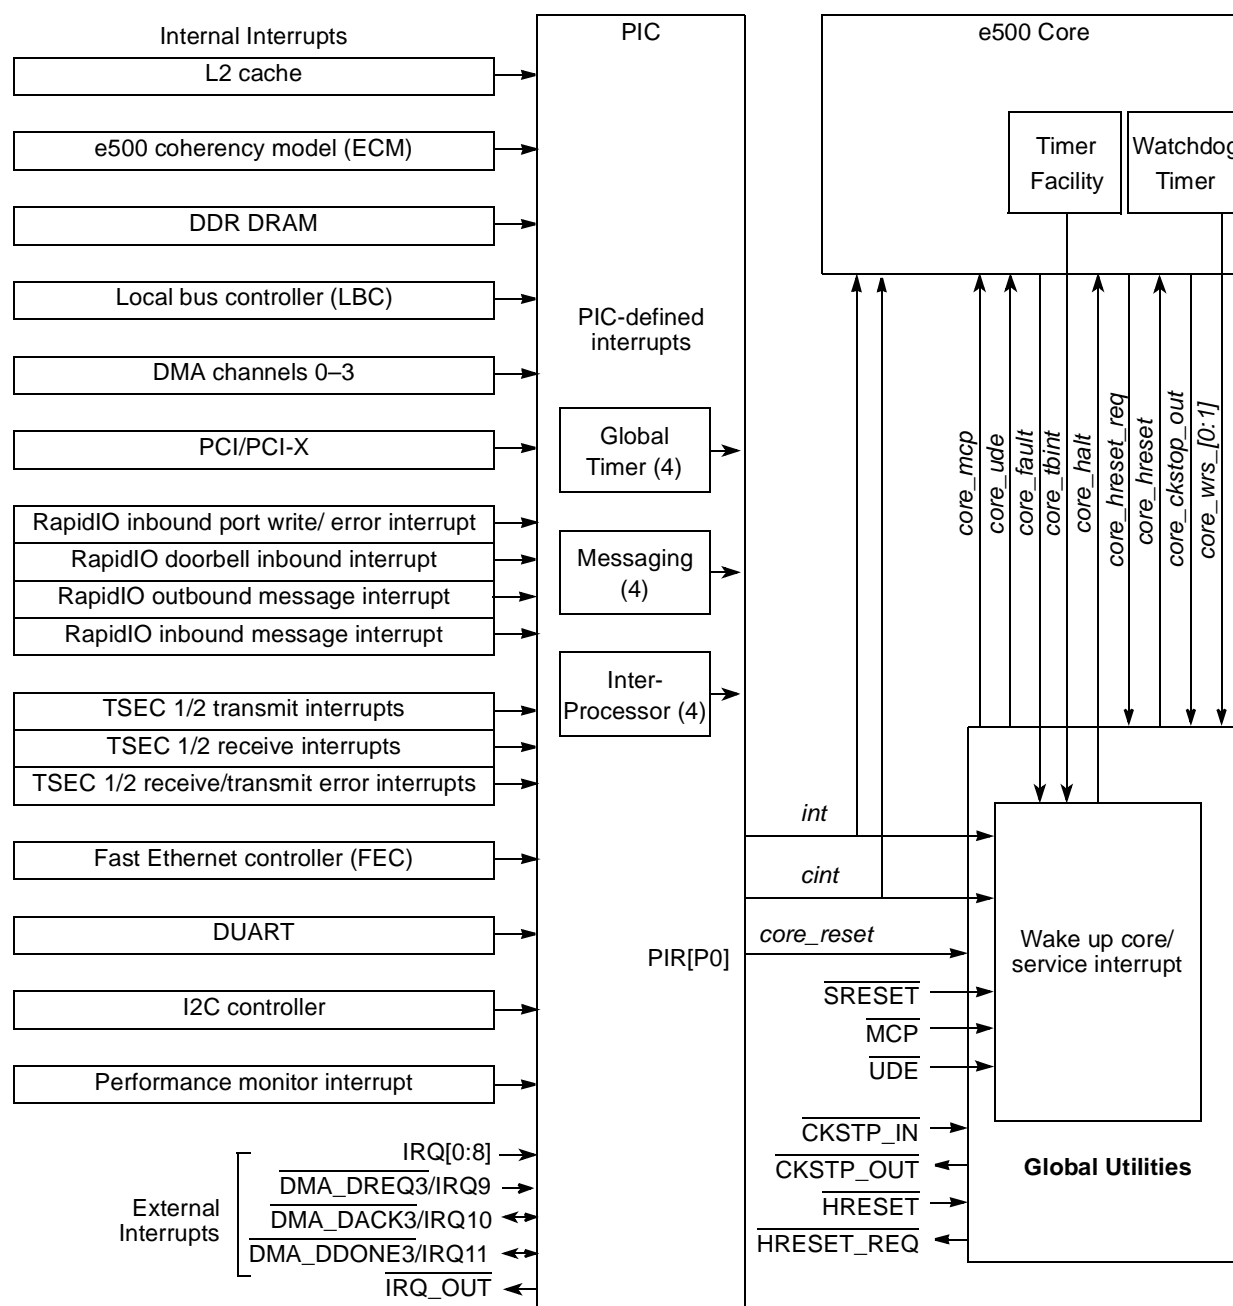 Internal Interrupts
L2 cache
e500 coherency model (ECM)
DDR DRAM
Local bus controller (LBC)
DMA channels 0–3
PCI/PCI-X
RapidIO inbound port write/ error interrupt
RapidIO doorbell inbound interrupt
RapidIO outbound message interrupt
RapidIO inbound message interrupt
TSEC 1/2 transmit interrupts
TSEC 1/2 receive interrupts
TSEC 1/2 receive/transmit error interrupts
Fast Ethernet controller (FEC)
DUART
I2C controller
Performance monitor interrupt
External
Interrupts
IRQ[0:8]
DMA_DREQ3/IRQ9
DMA_DACK3/IRQ10
DMA_DDONE3/IRQ11
IRQ_OUT
PIC
PIC-defined
interrupts
Global
Timer (4)
Messaging
(4)
Inter-
Processor (4)
PIR[P0]
e500 Core
Timer
Facility
Watchdog
Timer
core_mcp
core_ude
core_fault
core_tbint
core_halt
core_hreset_req
core_hreset
core_ckstop_out
core_wrs_[0:1]
int
cint
core_reset
SRESET
MCP
UDE
CKSTP_IN
CKSTP_OUT
HRESET
HRESET_REQ
Wake up core/
service interrupt
Global Utilities